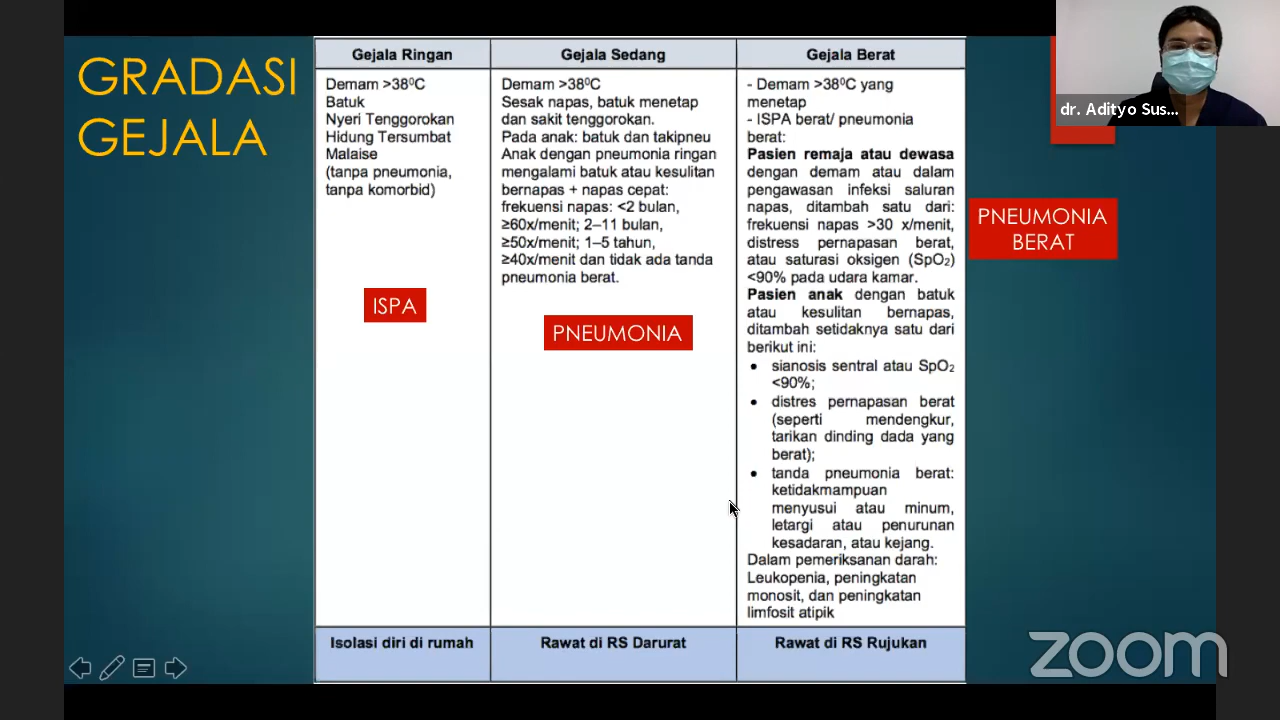 GRADASI
GEJALA
Gejala Ringan
Demam >38⁰C
Batuk
Nyeri Tenggorokan
Hidung Tersumbat
Malaise
(tanpa pneumonia,
tanpa komorbid)
ISPA
Isolasi diri di rumah
Gejala Sedang
Demam >38⁰C
Sesak napas, batuk menetap
dan sakit tenggorokan.
Pada anak: batuk dan takipneu
Anak dengan pneumonia ringan
mengalami batuk atau kesulitan
bernapas + napas cepat:
frekuensi napas: <2 bulan,
≥60x/menit; 2–11 bulan,
≥50x/menit; 1–5 tahun,
≥40x/menit dan tidak ada tanda
pneumonia berat.
PNEUMONIA
Rawat di RS Darurat
Gejala Berat
- Demam >38⁰C yang
menetap
- ISPA berat/ pneumonia
berat:
Pasien remaja atau dewasa
dengan demam atau dalam
pengawasan infeksi saluran
napas, ditambah satu dari:
frekuensi napas >30 x/menit,
distress pernapasan berat,
atau saturasi oksigen (SpO₂)
<90% pada udara kamar.
Pasien anak dengan batuk
atau kesulitan bernapas,
ditambah setidaknya satu dari
berikut ini:
• sianosis sentral atau SpO₂
<90%;
• distres pernapasan berat
(seperti mendengkur,
tarikan dinding dada yang
berat);
• tanda pneumonia berat:
ketidakmampuan
menyusui atau minum,
letargi atau penurunan
kesadaran, atau kejang.
Dalam pemeriksanan darah:
Leukopenia, peningkatan
monosit, dan peningkatan
limfosit atipik
Rawat di RS Rujukan
PNEUMONIA
BERAT
dr. Adityo Sus...
zoom